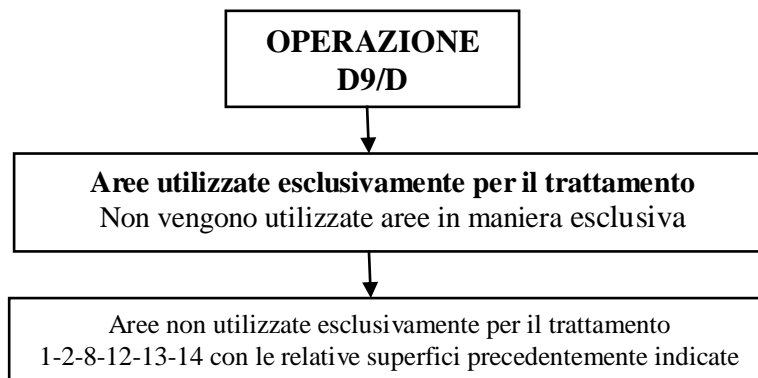 OPERAZIONE
D9/D
Aree utilizzate esclusivamente per il trattamento
Non vengono utilizzate aree in maniera esclusiva
Aree non utilizzate esclusivamente per il trattamento
1-2-8-12-13-14 con le relative superfici precedentemente indicate